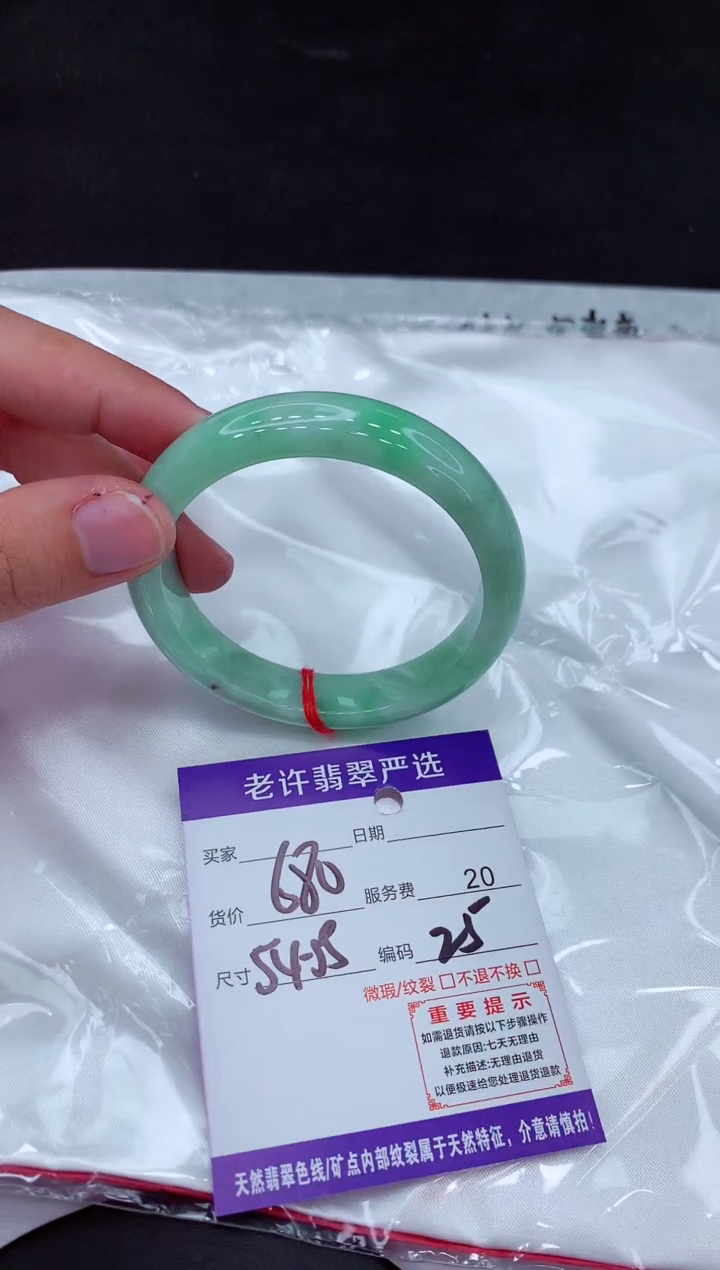 老许翡翠严选
买家 日期
货价 680 服务费 20
尺寸 54-55 编码 25
微瑕/纹裂 □不退不换 □
重要提示
如需退货请按以下步骤操作
退款原因:七天无理由
补充描述:无理由退货
以便极速给您处理退货退款
天然翡翠色线/矿点内部纹裂属于天然特征，介意请慎拍!